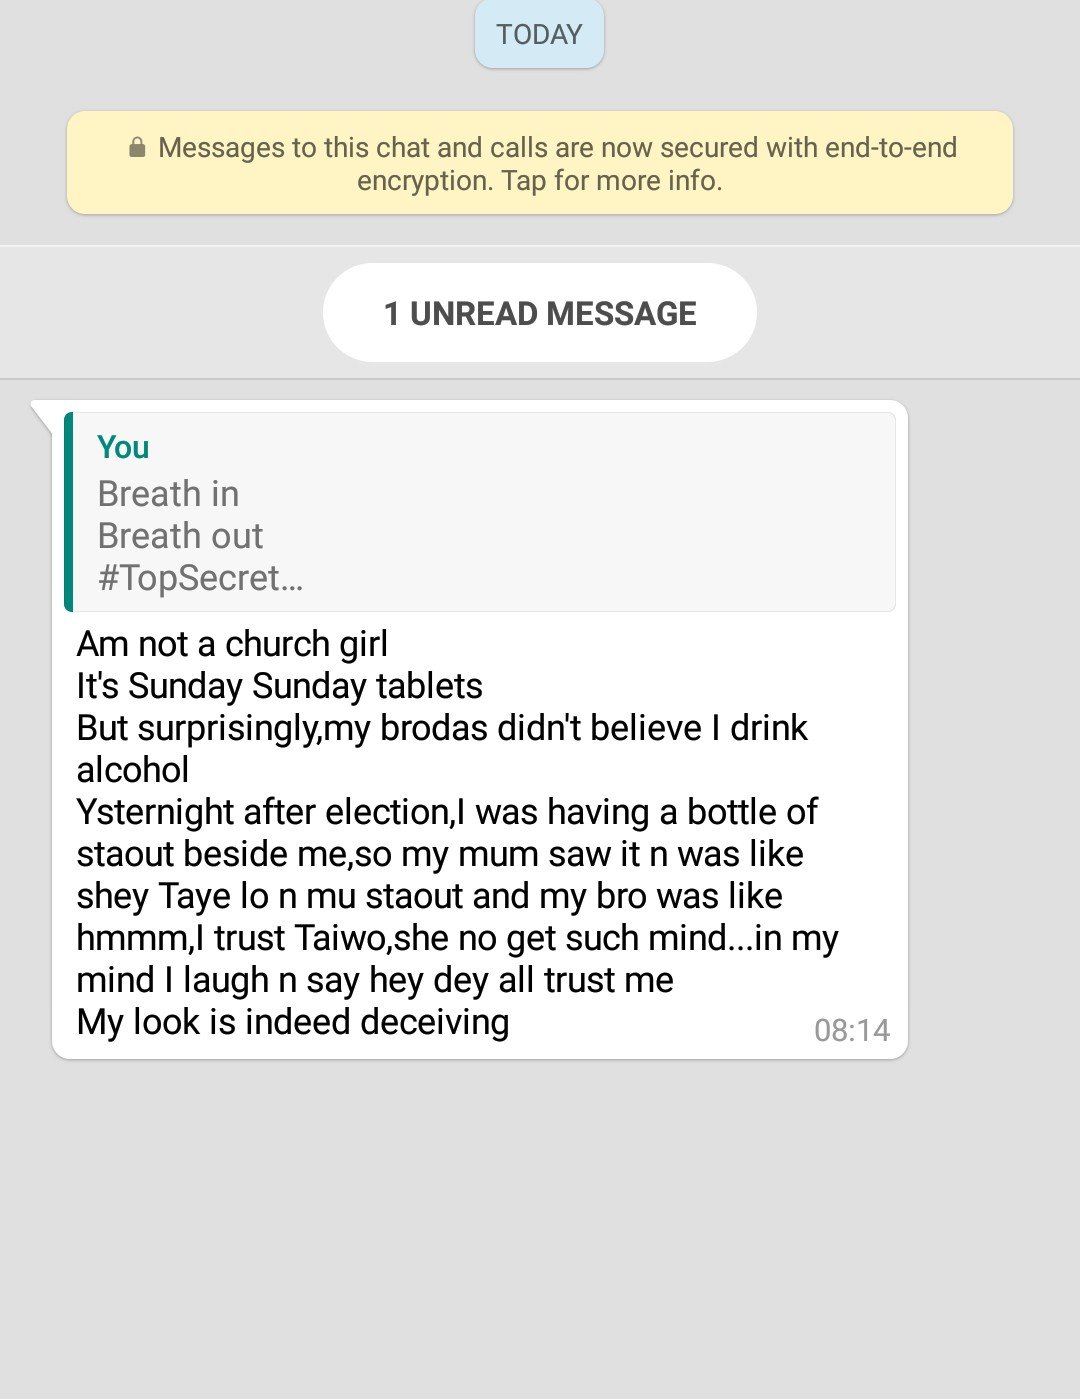 TODAY
Messages to this chat and calls are now secured with end-to-end
encryption. Tap for more info.
1 UNREAD MESSAGE
You
Breath in
Breath out
#TopSecret...
Am not a church girl
It's Sunday Sunday tablets
But surprisingly,my brodas didn't believe I drink
alcohol
Ysternight after election,I was having a bottle of
staout beside me,so my mum saw it n was like
shey Taye lo n mu staout and my bro was like
hmmm,I trust Taiwo,she no get such mind...in my
mind I laugh n say hey dey all trust me
My look is indeed deceiving
08:14